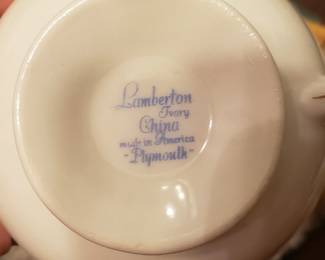 Lamberton
Ivory
China
made in America
-Plymouth-